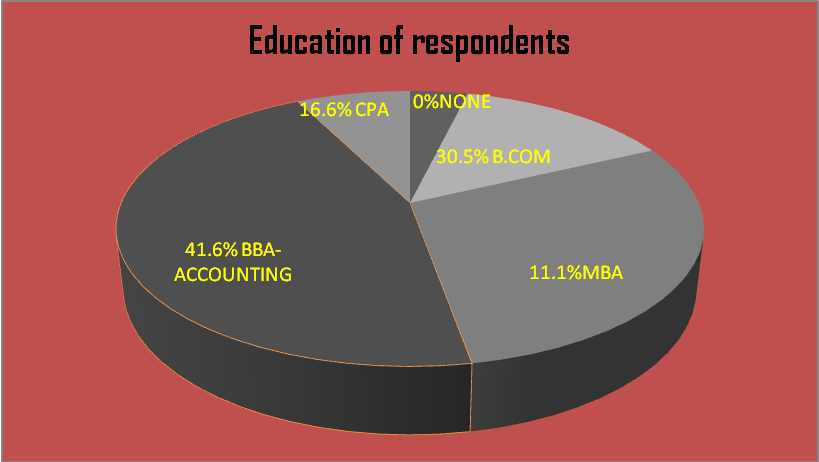 Education of respondents
16.6% CPA
0%NONE
30.5% B.COM
41.6% BBA-
ACCOUNTING
11.1%MBA